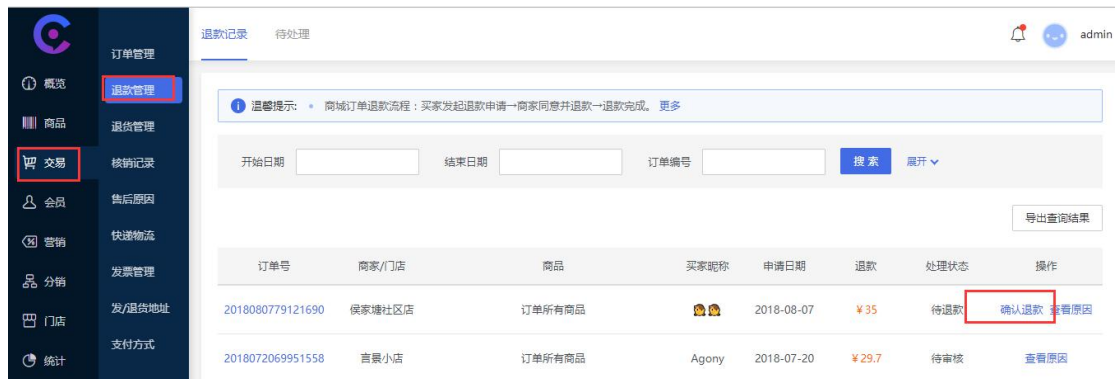 退款记录 待处理
admin
订单管理
概览
退款管理
温馨提示: • 商城订单退款流程：买家发起退款申请→商家同意并退款→退款完成。 更多
商品
退货管理
交易
核销记录
开始日期
结束日期
订单编号
搜索
展开
会员
售后原因
导出查询结果
营销
快递物流
分销
发票管理
订单号 商家/门店 商品 买家昵称 申请日期 退款 处理状态 操作
门店
发/退货地址
2018080779121690 侯家塘社区店 订单所有商品 2018-08-07 ¥35 待退款 确认退款 查看原因
统计
支付方式
2018072069951558 言景小店 订单所有商品 Agony 2018-07-20 ¥29.7 待审核 查看原因